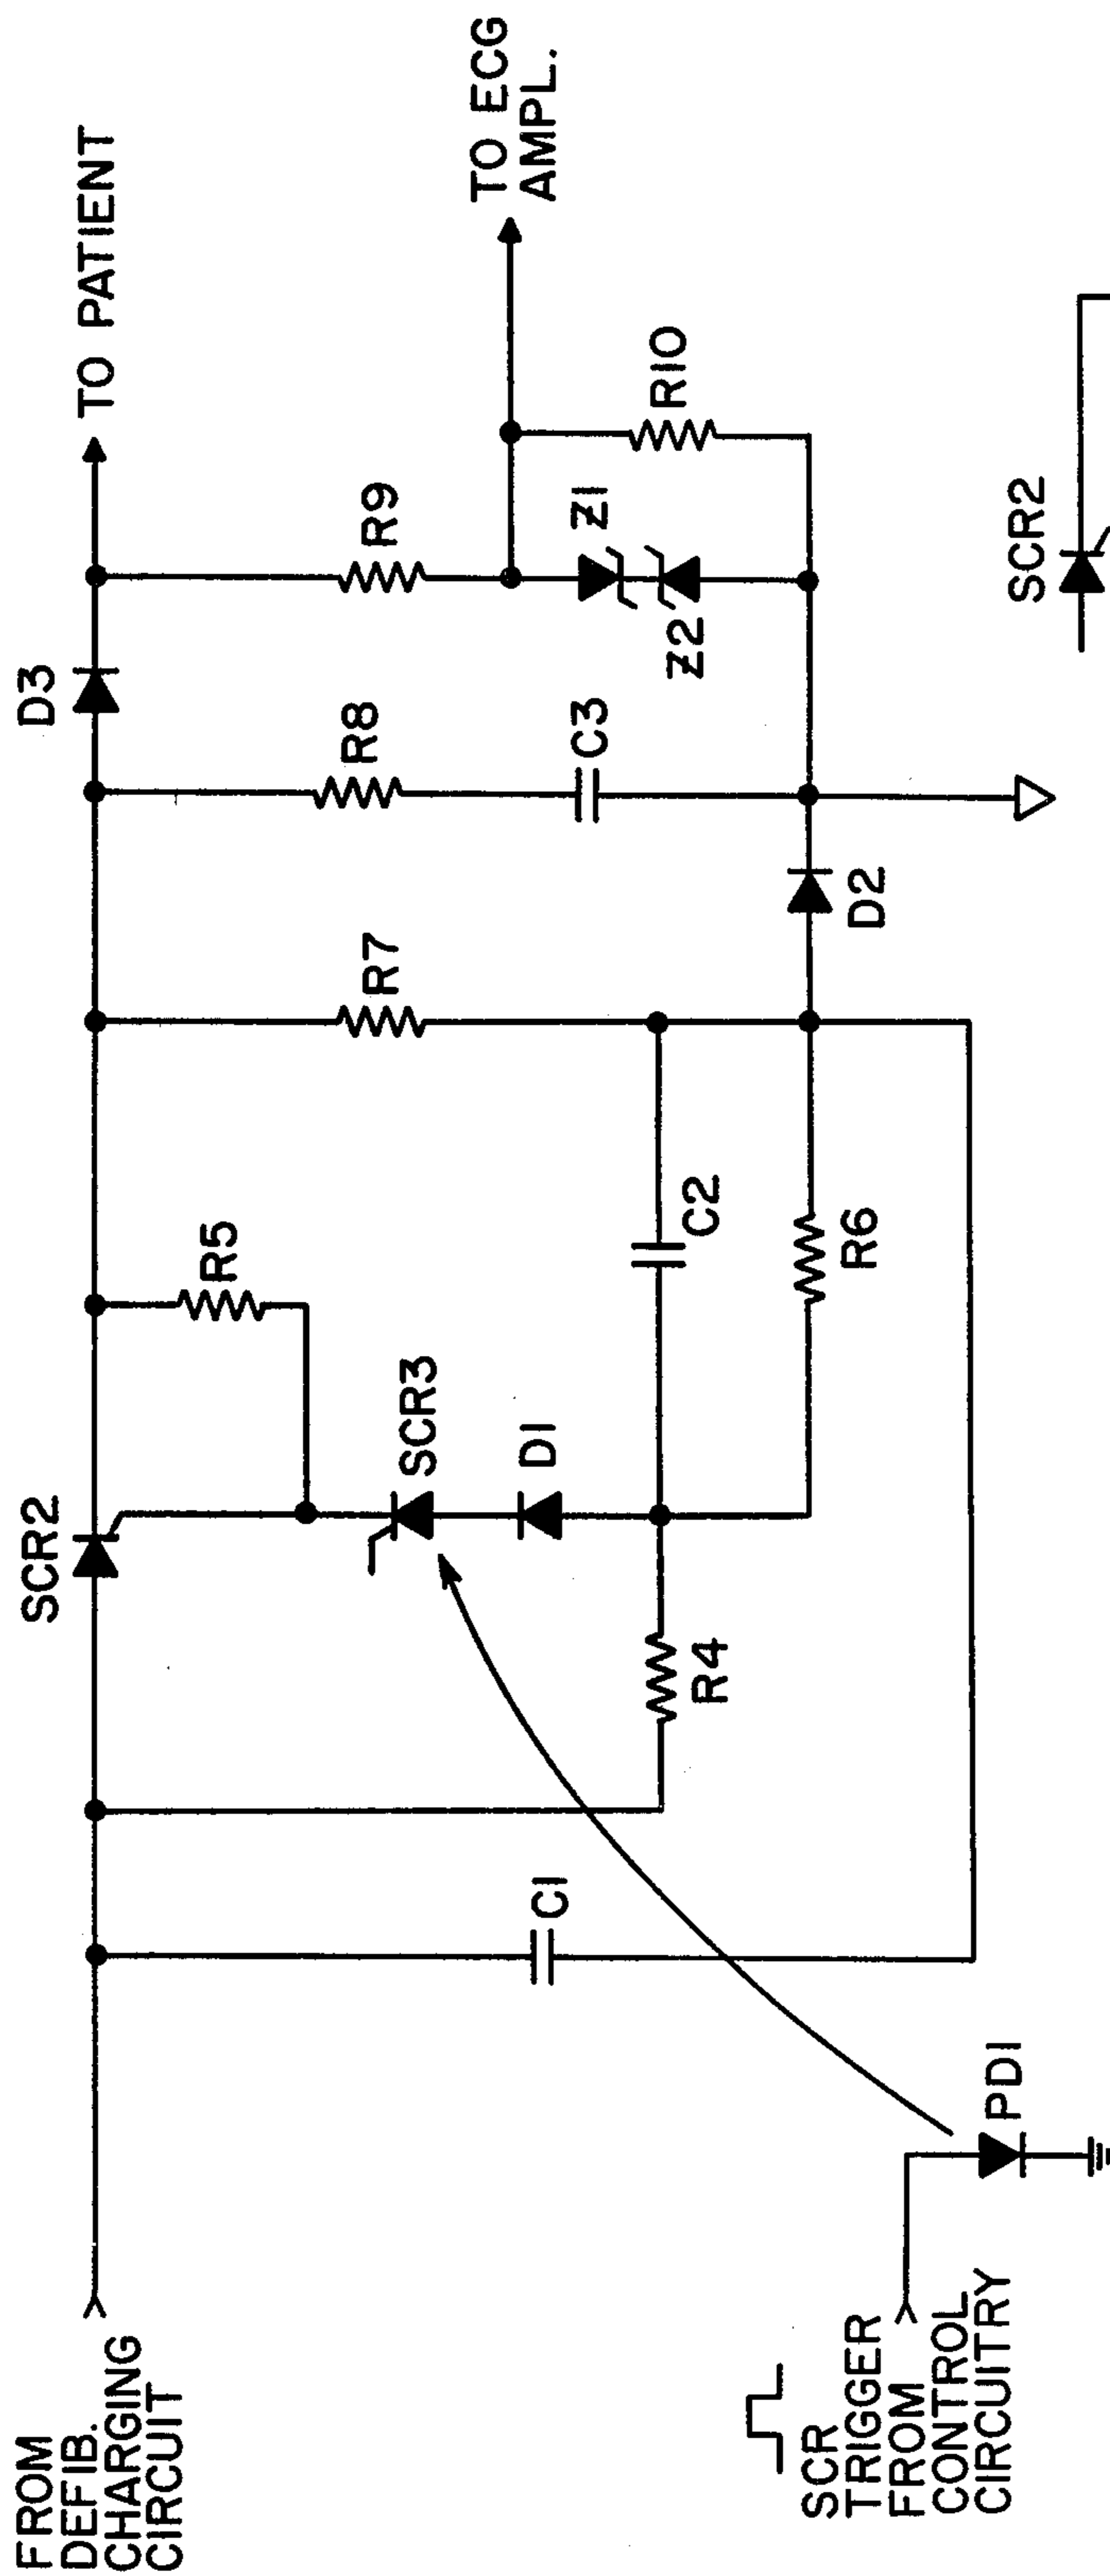 FROM
DEFIB.
CHARGING
CIRCUIT
SCR2
D3
TO PATIENT
R5
R7
R8
R9
TO ECG
AMPL.
C1
SCR3
D1
R4
C2
R6
D2
C3
Z1
Z2
R10
SCR
TRIGGER
FROM
CONTROL
CIRCUITRY
PD1
SCR2